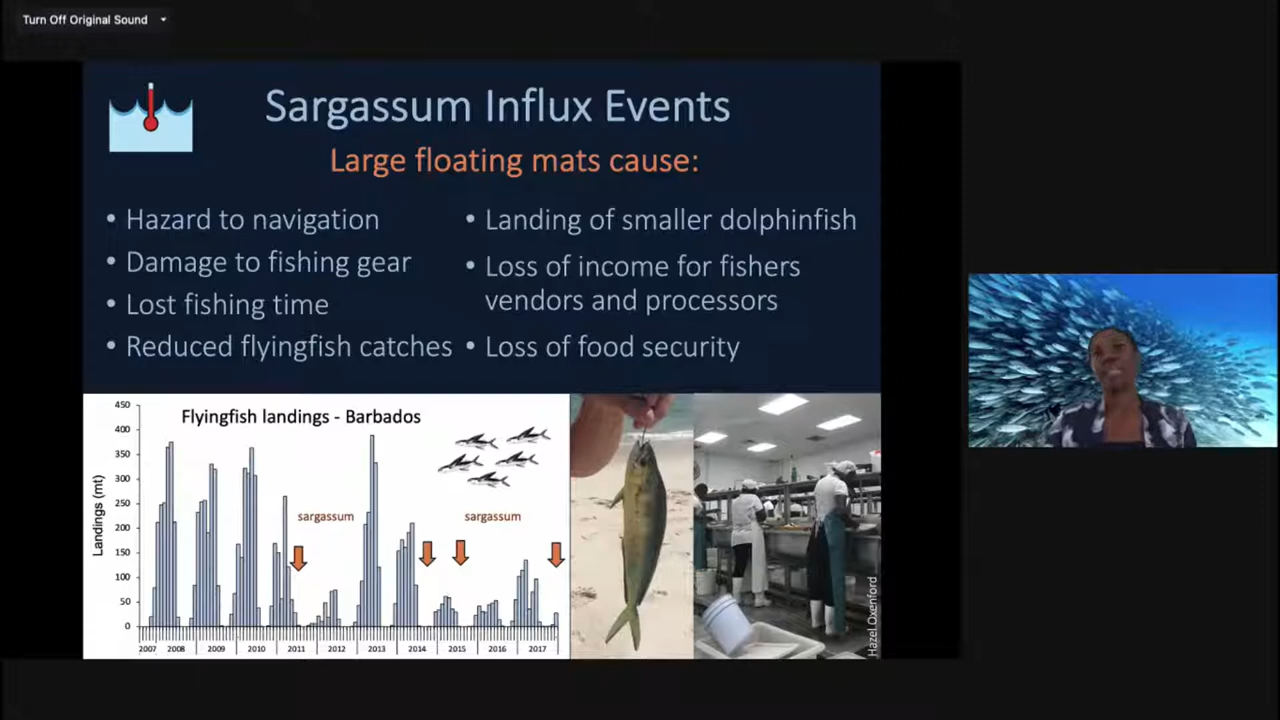 Turn Off Original Sound
Sargassum Influx Events
Large floating mats cause:
• Hazard to navigation
• Damage to fishing gear
• Lost fishing time
• Reduced flyingfish catches
• Landing of smaller dolphinfish
• Loss of income for fishers
vendors and processors
• Loss of food security
Flyingfish landings - Barbados
Landings (mt)
450
400
350
300
250
200
150
100
50
0
sargassum
sargassum
2007 2008 2009 2010 2011 2012 2013 2014 2015 2016 2017
Hazel Oxenford